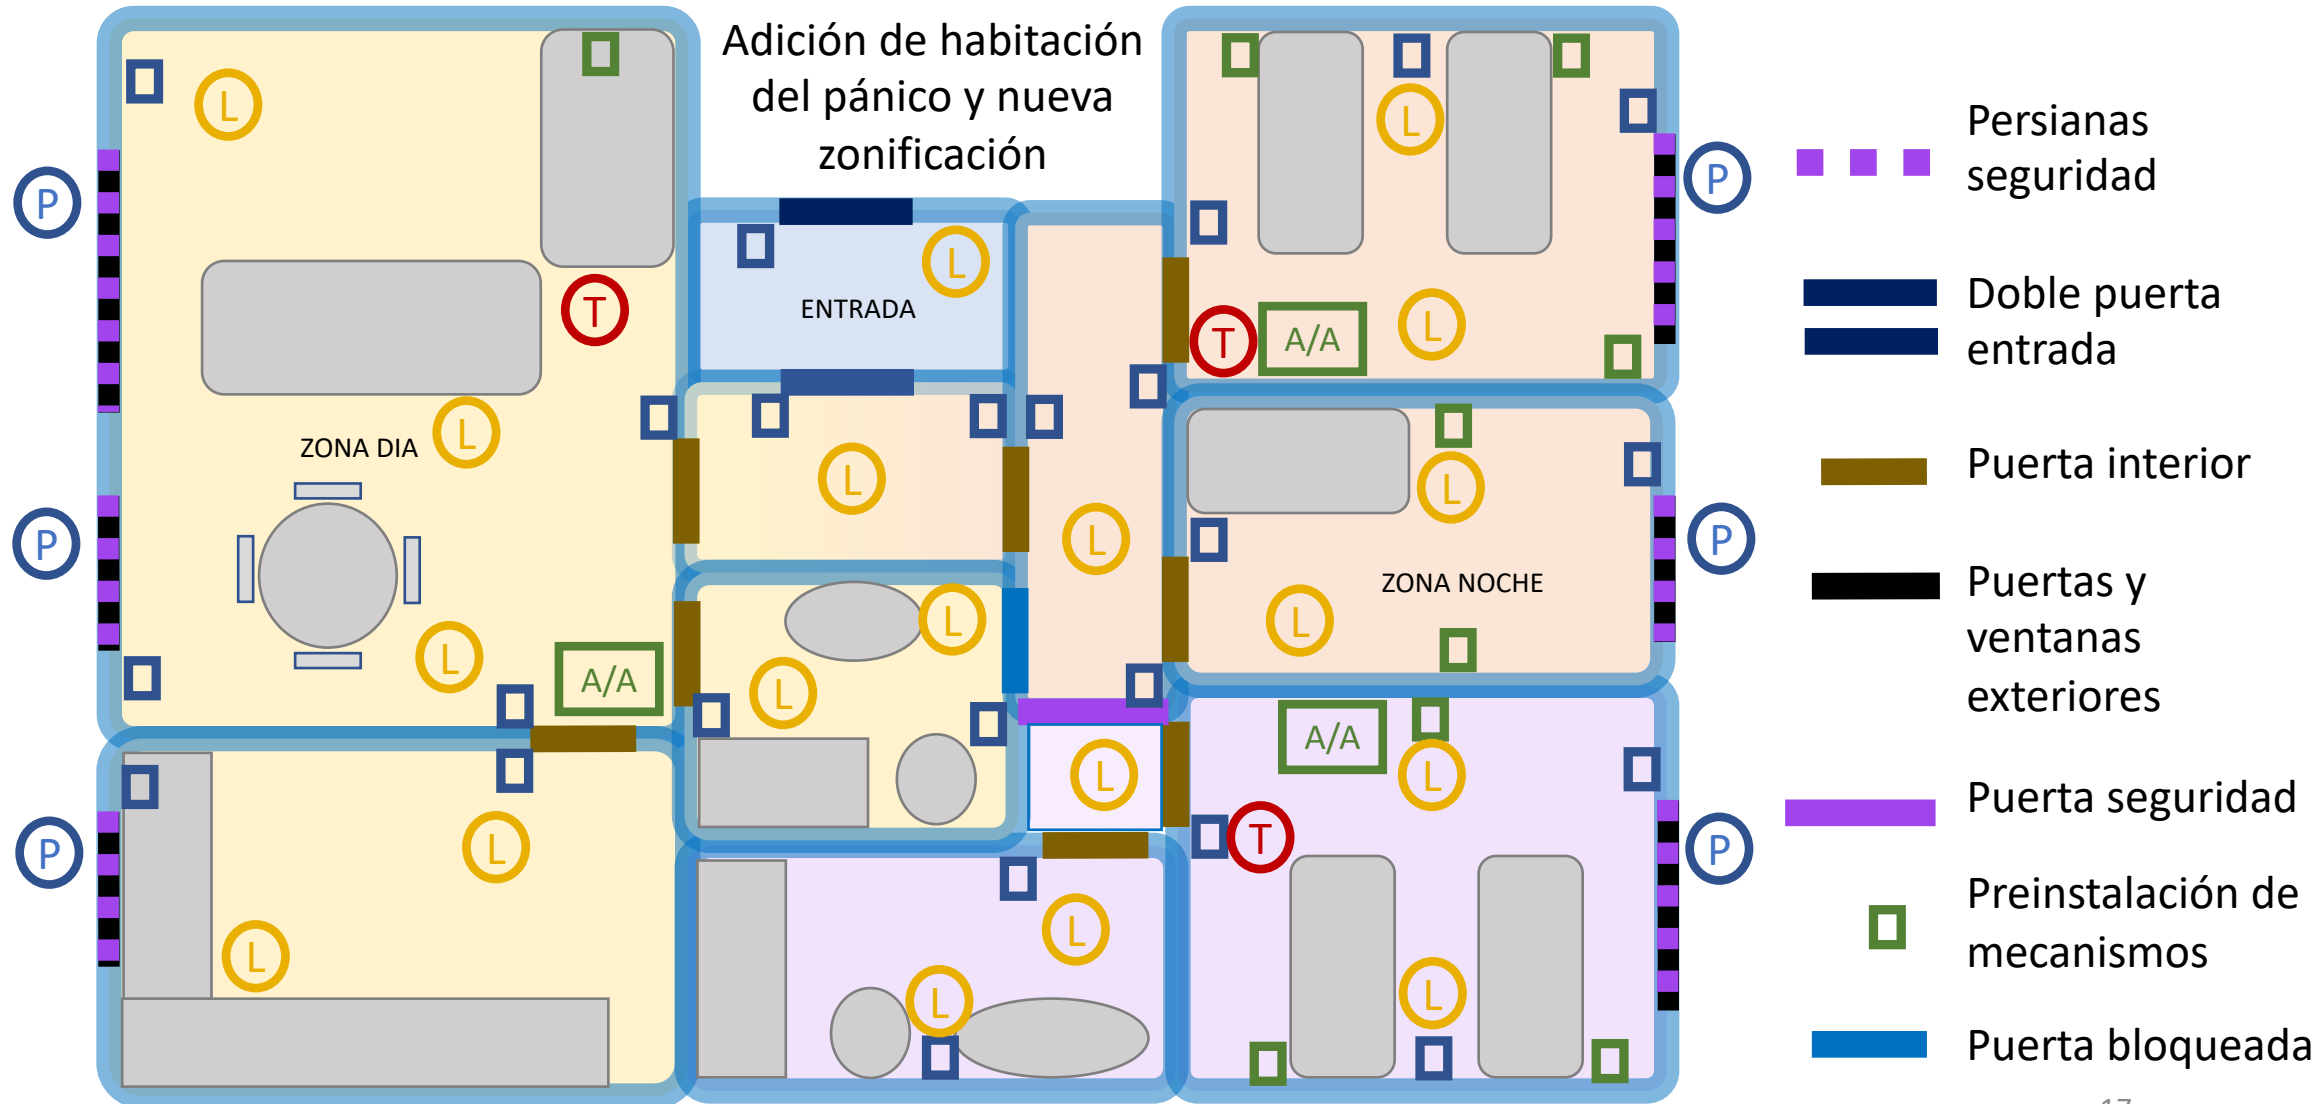 Adición de habitación
del pánico y nueva
zonificación
L
P
T
L
ZONA DIA
P
L
A/A
P
L
L
L
ENTRADA
L
L
L
L
L
L
L
L
T
A/A
L
P
L
ZONA NOCHE
L
P
A/A
L
T
P
L
Persianas
seguridad
Doble puerta
entrada
Puerta interior
Puertas y
ventanas
exteriores
Puerta seguridad
Preinstalación de
mecanismos
Puerta bloqueada